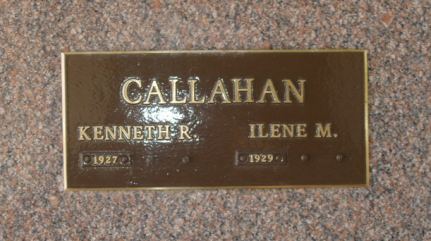 CALLAHAN
KENNETH R. ILENE M.
1927 1929